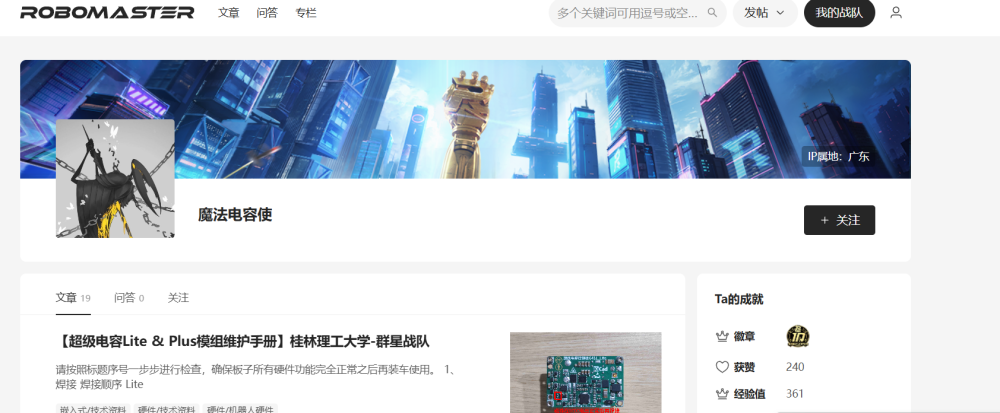 ROBOMASTER 文章 问答 专栏 多个关键词可用逗号或空... 发帖 我的战队
IP属地：广东
魔法电容使
+ 关注
文章 19 问答 0 关注
【超级电容Lite & Plus模组维护手册】桂林理工大学-群星战队
请按照标题序号一步步进行检查，确保板子所有硬件功能完全正常之后再装车使用。 1、
焊接 焊接顺序 Lite
嵌入式/技术资料 硬件/技术资料 硬件/机器人硬件
Ta的成就
徽章
获赞 240
经验值 361